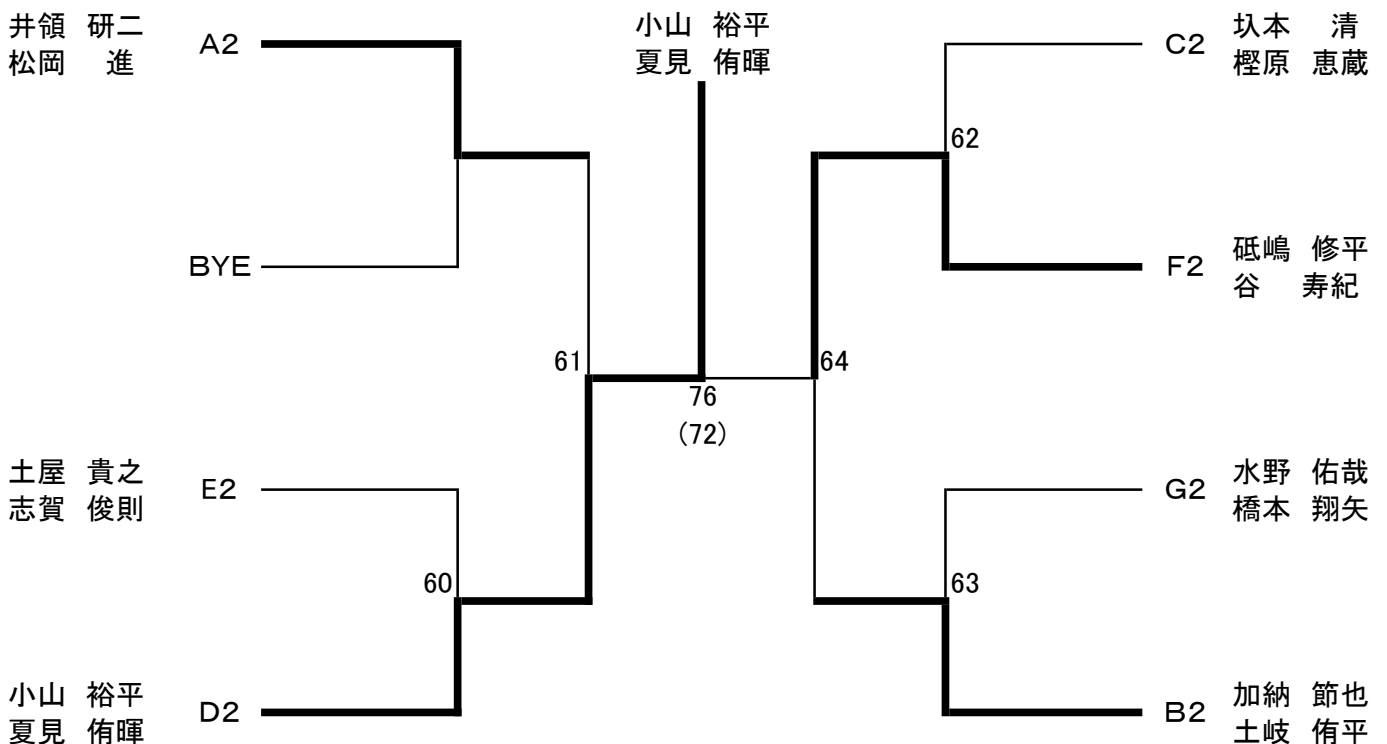 井領 研二
松岡 進
A2
BYE
土屋 貴之
志賀 俊則
E2
小山 裕平
夏見 侑暉
D2
60
61
小山 裕平
夏見 侑暉
76
(72)
C2
圦本 清
樫原 恵蔵
62
F2
砥嶋 修平
谷 寿紀
64
G2
水野 佑哉
橋本 翔矢
63
B2
加納 節也
土岐 侑平